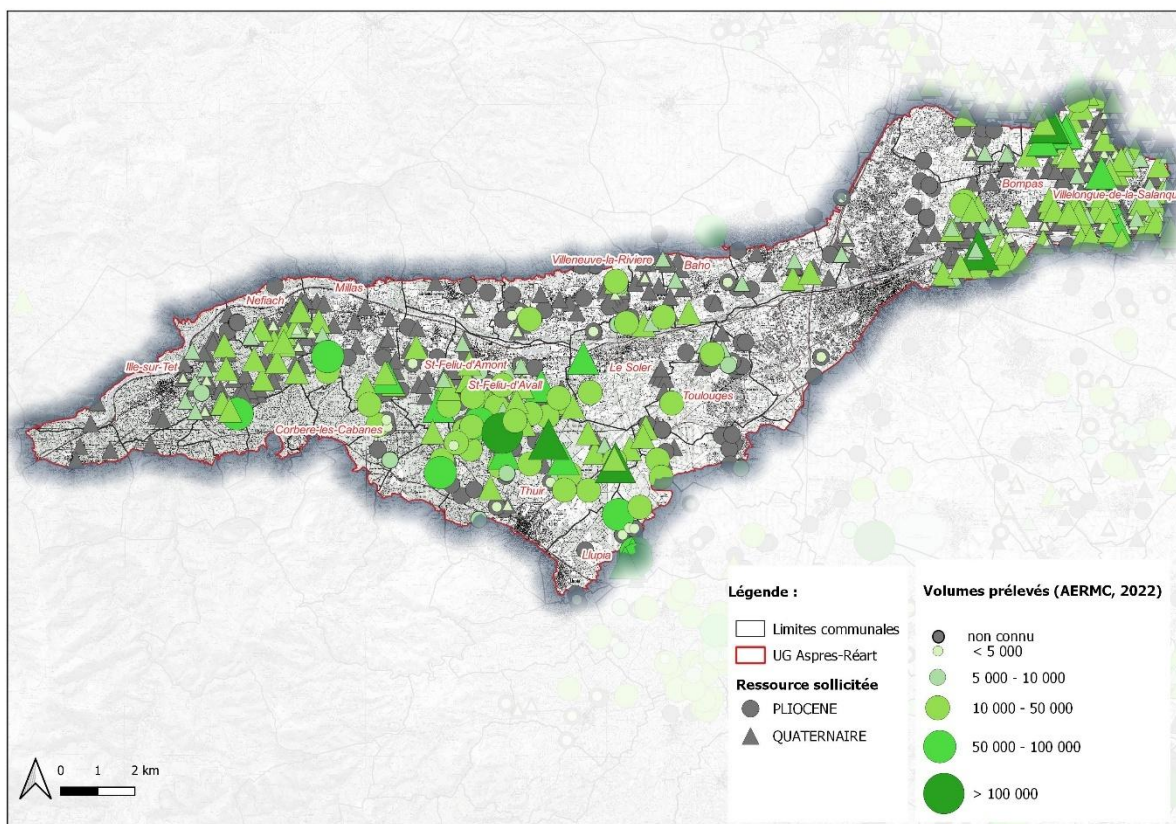 Bompas
Villelongue-de-la-Salanqu
Villeneuve-la-Riviere
Baho
Millas
Nefiach
Ille-sur-Tet
St-Feliu-d'Amont
Le Soler
St-Feliu-d'Avall
Toulouges
Corbere-les-Cabanes
Thuir
Llupia
Légende :
Limites communales
UG Aspres-Réart
Ressource sollicitée
PLIOCENE
QUATERNAIRE
Volumes prélevés (AERMC, 2022)
non connu
< 5 000
5 000 - 10 000
10 000 - 50 000
50 000 - 100 000
> 100 000
0 1 2 km